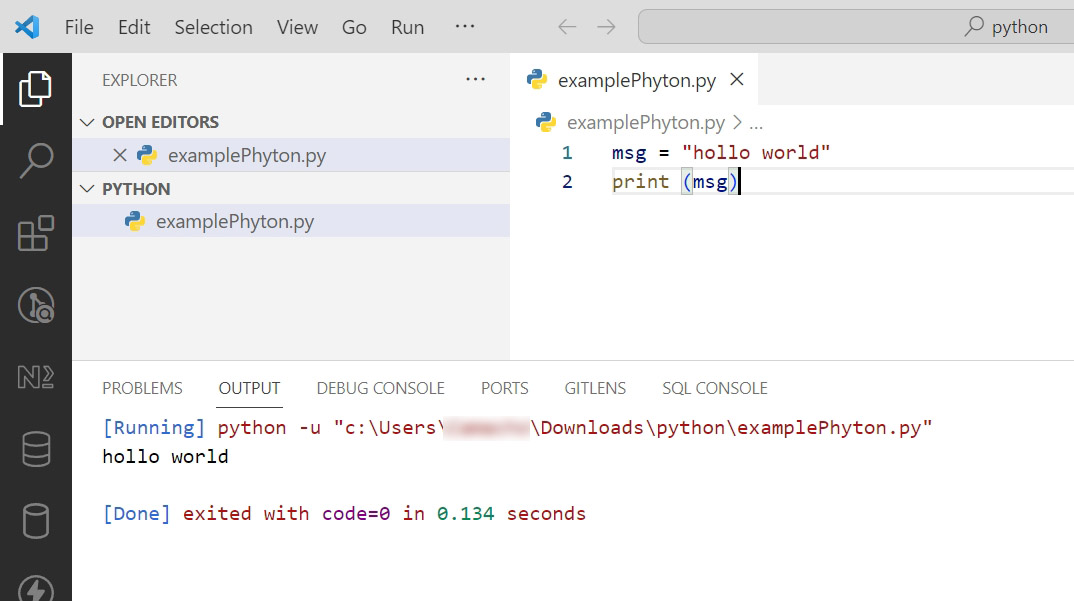 File Edit Selection View Go Run ... python
EXPLORER ...
OPEN EDITORS
examplePhyton.py
PYTHON
examplePhyton.py
examplePhyton.py
examplePhyton.py > ...
1 msg = "hollo world"
2 print (msg)
PROBLEMS OUTPUT DEBUG CONSOLE PORTS GITLENS SQL CONSOLE
[Running] python -u "c:\Users\ \Downloads\python\examplePhyton.py"
hollo world
[Done] exited with code=0 in 0.134 seconds